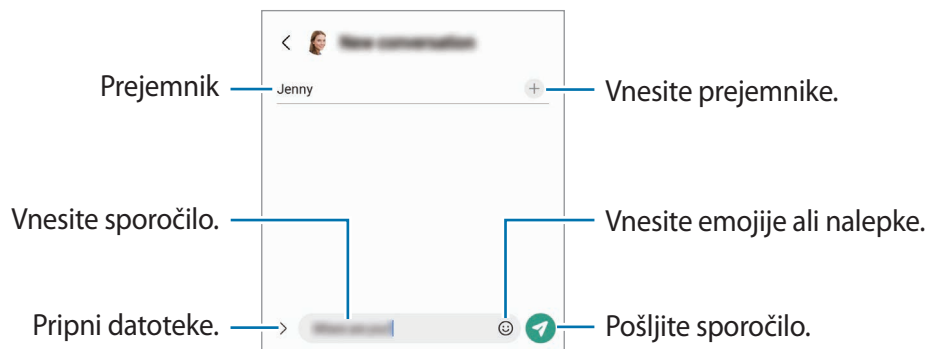 Prejemnik
Jenny
Vnesite prejemnike.
Vnesite sporočilo.
Vnesite emojije ali nalepke.
Pripni datoteke.
Pošljite sporočilo.